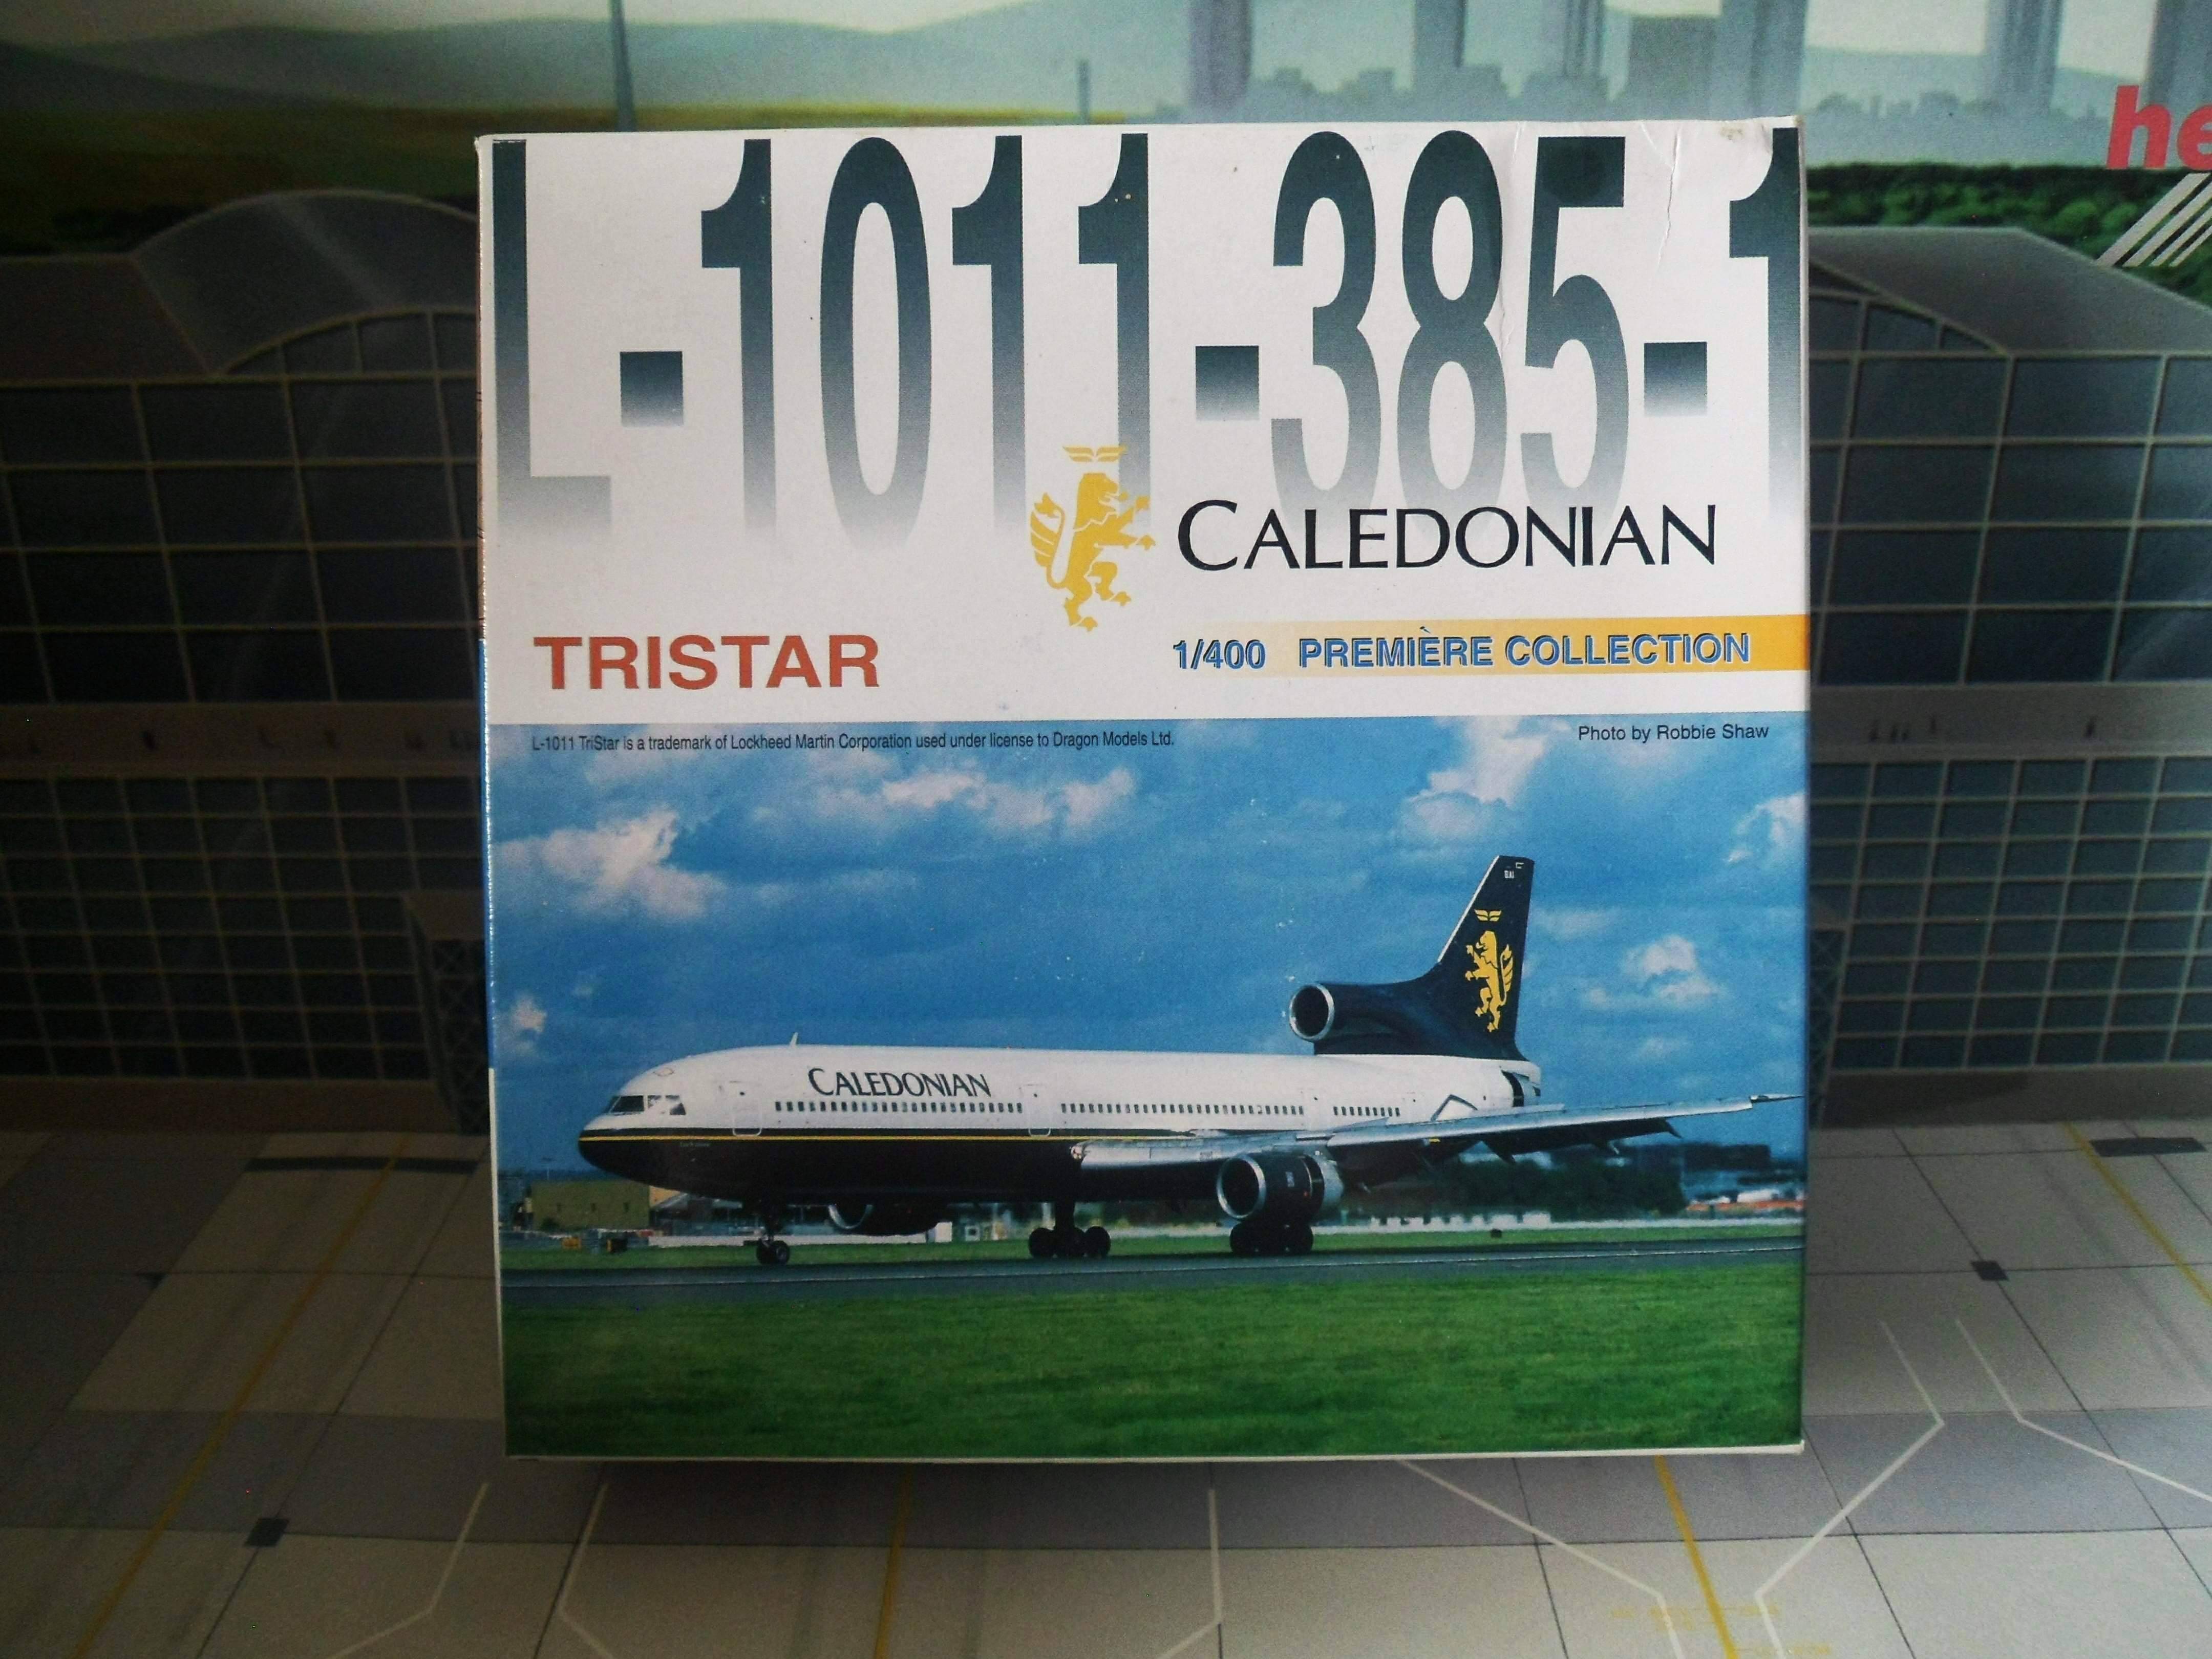 L-1011-385-1
CALEDONIAN
TRISTAR
1/400 PREMIÈRE COLLECTION
L-1011 TriStar is a trademark of Lockheed Martin Corporation used under license to Dragon Models Ltd.
Photo by Robbie Shaw
CALEDONIAN
he